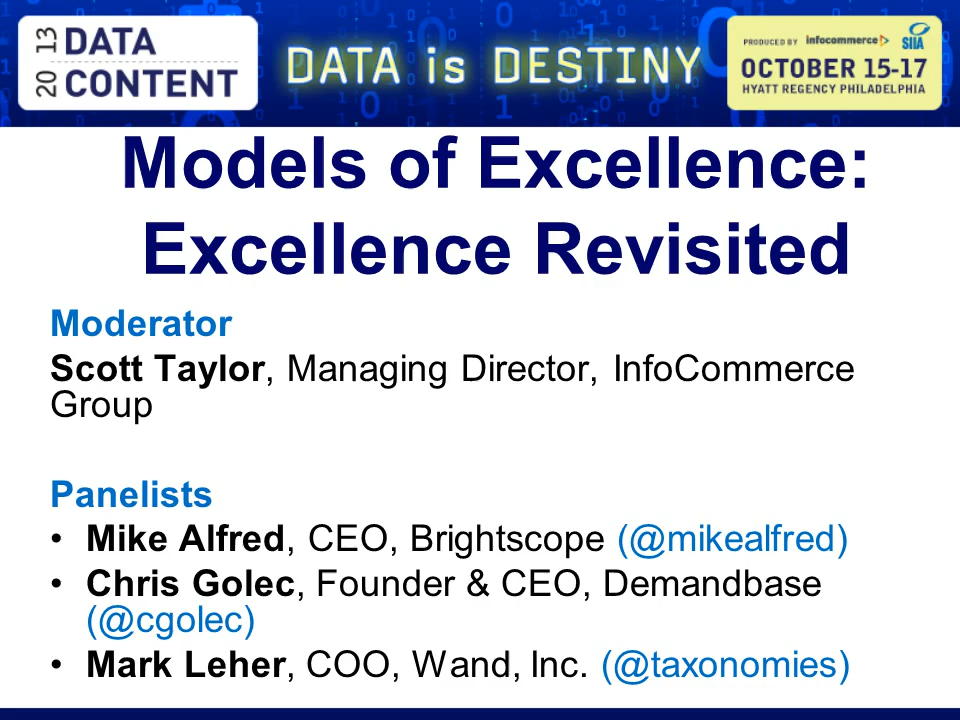 2013 DATA CONTENT
DATA is DESTINY
PRODUCED BY infocommerce SIIA
OCTOBER 15-17
HYATT REGENCY PHILADELPHIA
Models of Excellence:
Excellence Revisited
Moderator
Scott Taylor, Managing Director, InfoCommerce
Group
Panelists
• Mike Alfred, CEO, Brightscope (@mikealfred)
• Chris Golec, Founder & CEO, Demandbase
(@cgolec)
• Mark Leher, COO, Wand, Inc. (@taxonomies)